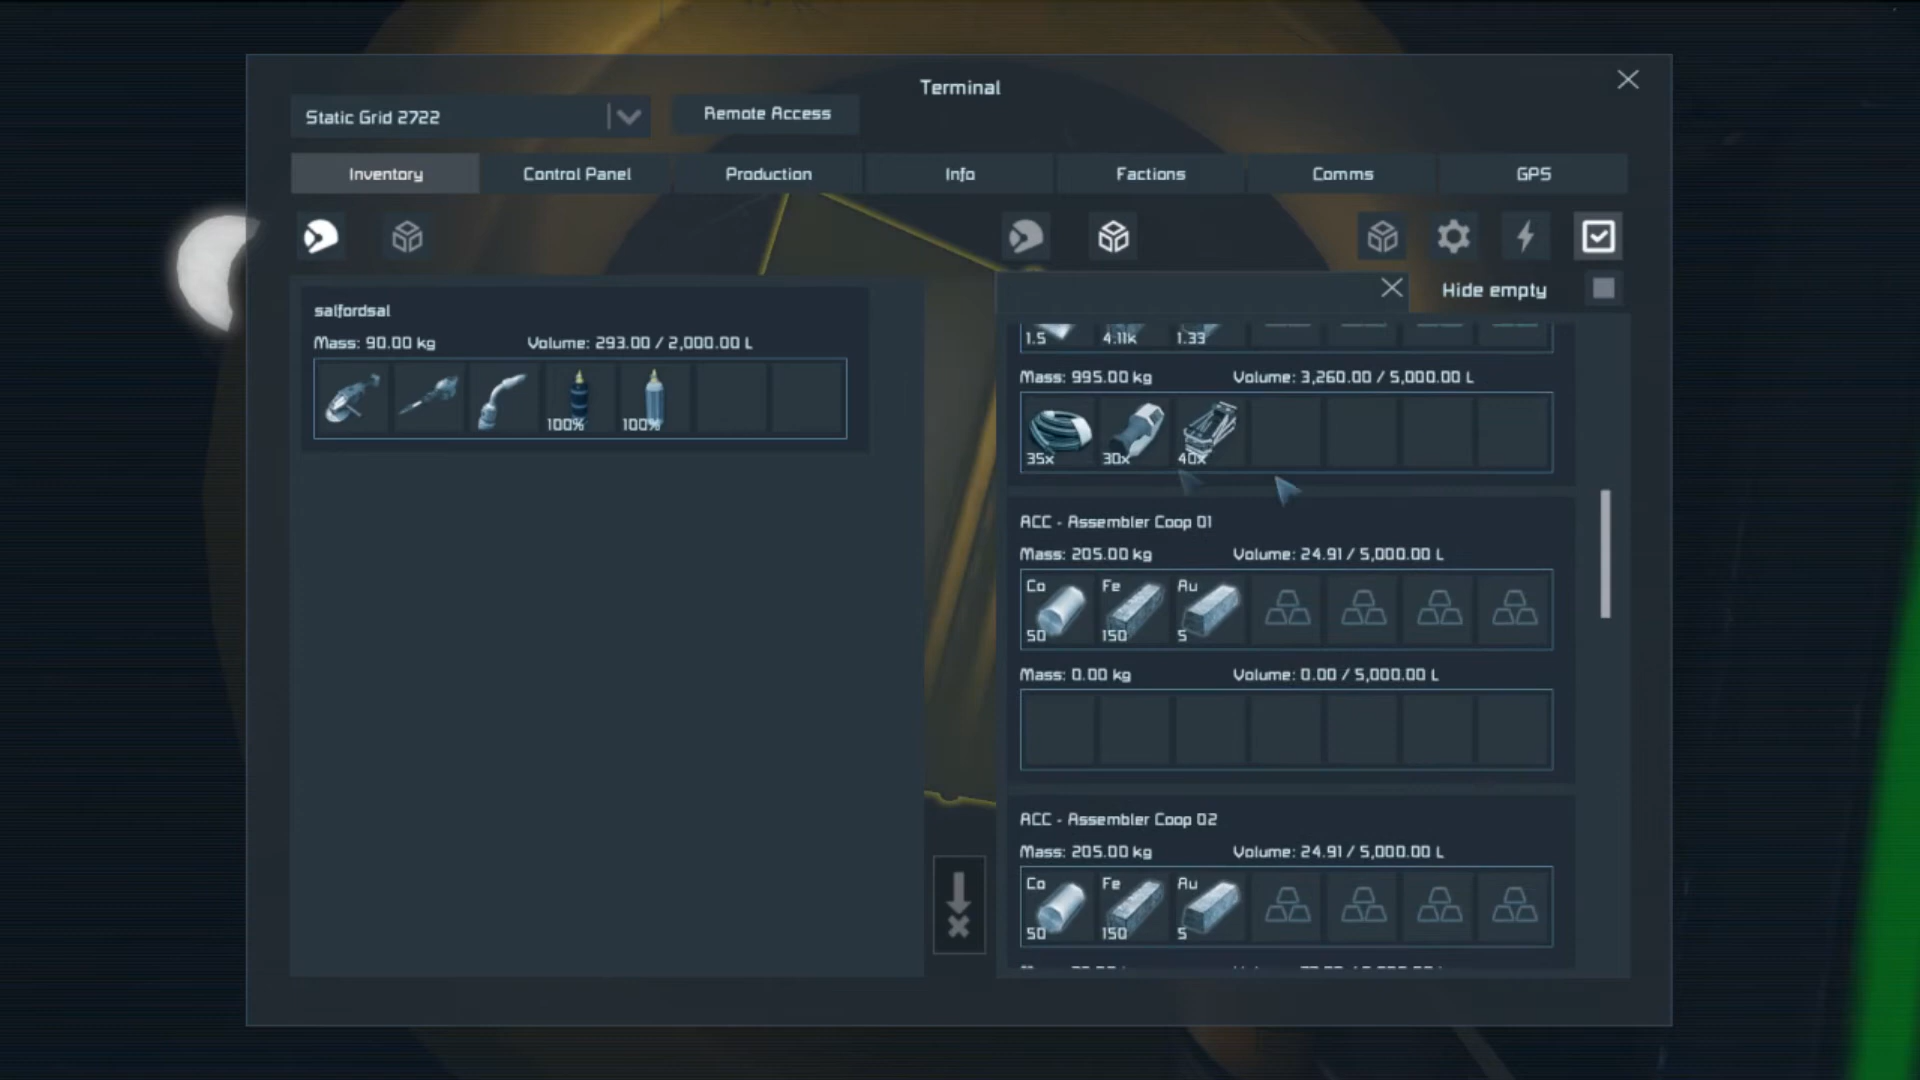 Terminal
Static Grid 2722
Remote Access
Inventory
Control Panel
Production
Info
Factions
Comms
GPS
Hide empty
salfordsal
Mass: 90.00 kg
Volume: 293.00 / 2,000.00 L
100%
100%
1.5
4.11k
1.33
Mass: 995.00 kg
Volume: 3,260.00 / 5,000.00 L
35x
30x
40x
ACC - Assembler Coop 01
Mass: 205.00 kg
Volume: 24.91 / 5,000.00 L
Co
Fe
Au
50
150
5
Mass: 0.00 kg
Volume: 0.00 / 5,000.00 L
ACC - Assembler Coop 02
Mass: 205.00 kg
Volume: 24.91 / 5,000.00 L
Co
Fe
Au
50
150
5